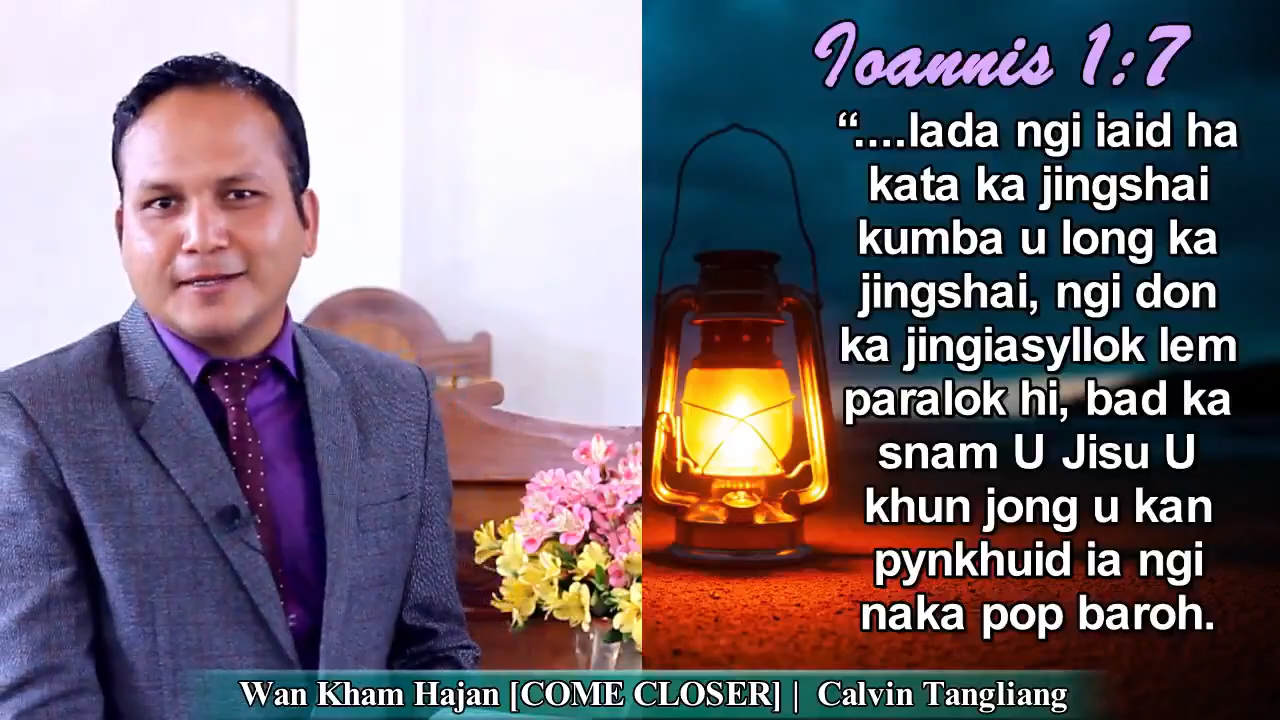 Ioannis 1:7
“....lada ngi iaid ha
kata ka jingshai
kumba u long ka
jingshai, ngi don
ka jingiasyllok lem
paralok hi, bad ka
snam U Jisu U
khun jong u kan
pynkhuid ia ngi
naka pop baroh.
Wan Kham Hajan [COME CLOSER] | Calvin Tangliang